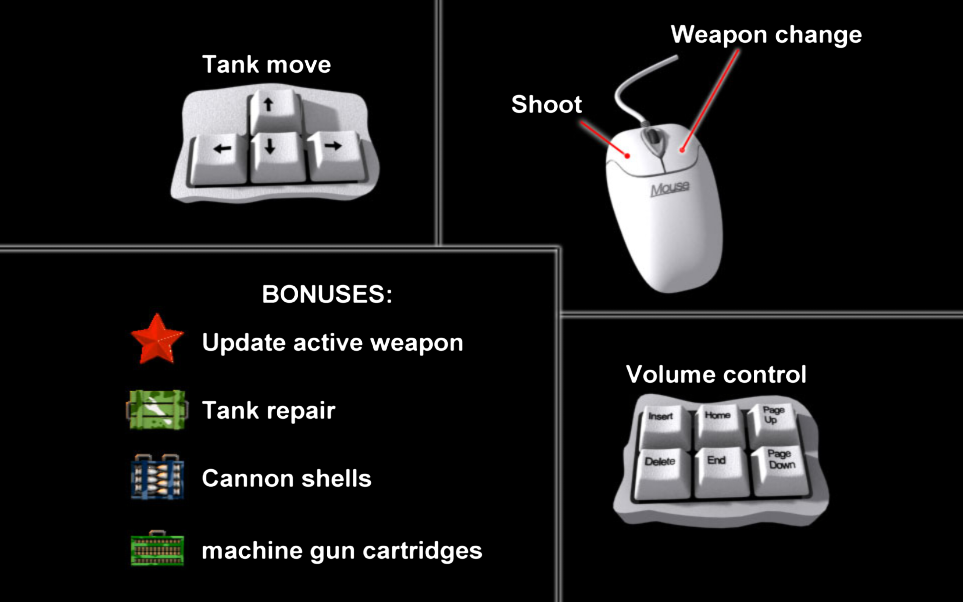 Tank move
↑
← ↓ →
Weapon change
Shoot
Mouse
BONUSES:
Update active weapon
Tank repair
Cannon shells
machine gun cartridges
Volume control
Insert Home Page Up
Delete End Page Down